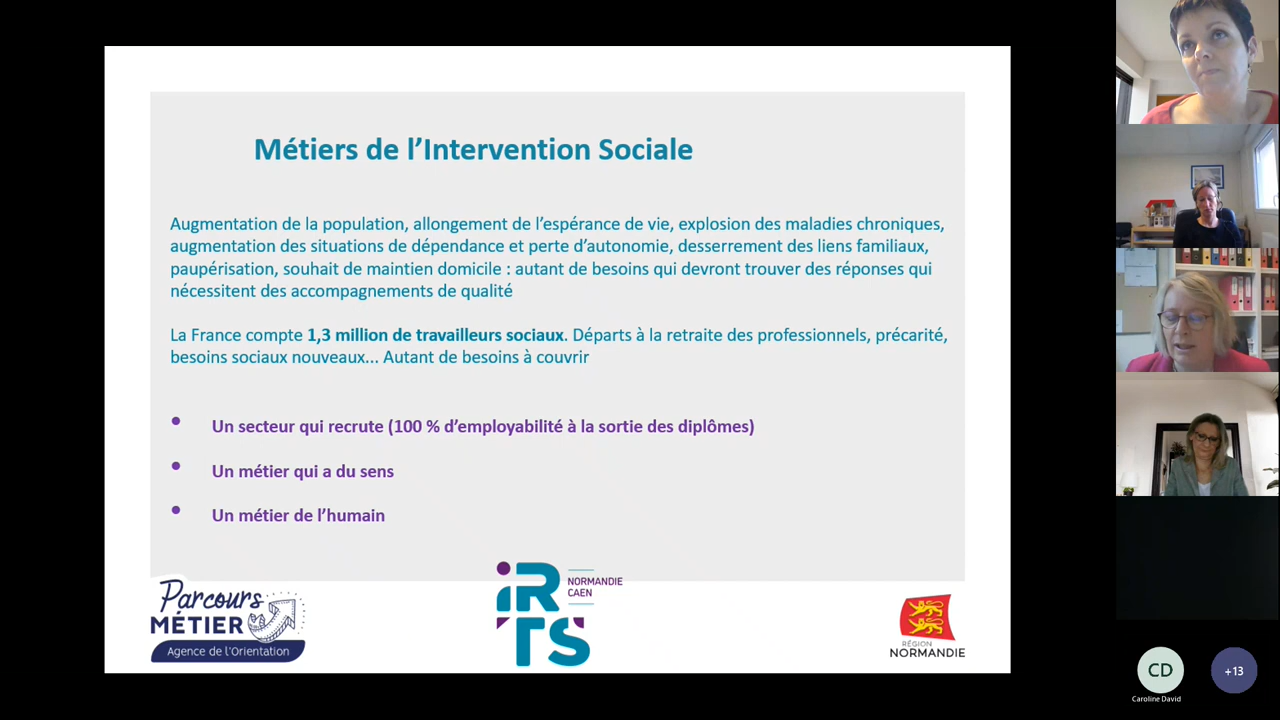 Métiers de l’Intervention Sociale
Augmentation de la population, allongement de l’espérance de vie, explosion des maladies chroniques,
augmentation des situations de dépendance et perte d’autonomie, desserrement des liens familiaux,
paupérisation, souhait de maintien domicile : autant de besoins qui devront trouver des réponses qui
nécessitent des accompagnements de qualité
La France compte 1,3 million de travailleurs sociaux. Départs à la retraite des professionnels, précarité,
besoins sociaux nouveaux... Autant de besoins à couvrir
• Un secteur qui recrute (100 % d’employabilité à la sortie des diplômes)
• Un métier qui a du sens
• Un métier de l’humain
Parcours
MÉTIER
Agence de l’Orientation
iR
TS
NORMANDIE
CAEN
RÉGION
NORMANDIE
CD
Caroline David
+13